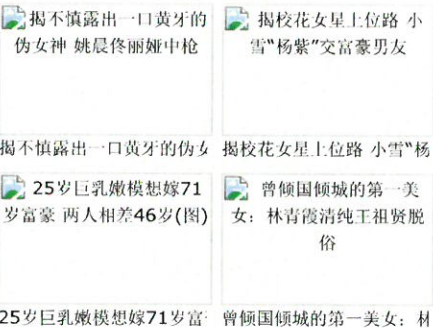 揭不慎露出一口黄牙的
伪女神 姚晨佟丽娅中枪
揭校花女星上位路 小
雪“杨紫”交富豪男友
揭不慎露出一口黄牙的伪女
揭校花女星上位路 小雪“杨
25岁巨乳嫩模想嫁71
岁富豪 两人相差46岁(图)
曾倾国倾城的第一美
女：林青霞清纯王祖贤脱
俗
25岁巨乳嫩模想嫁71岁富
曾倾国倾城的第一美女：林